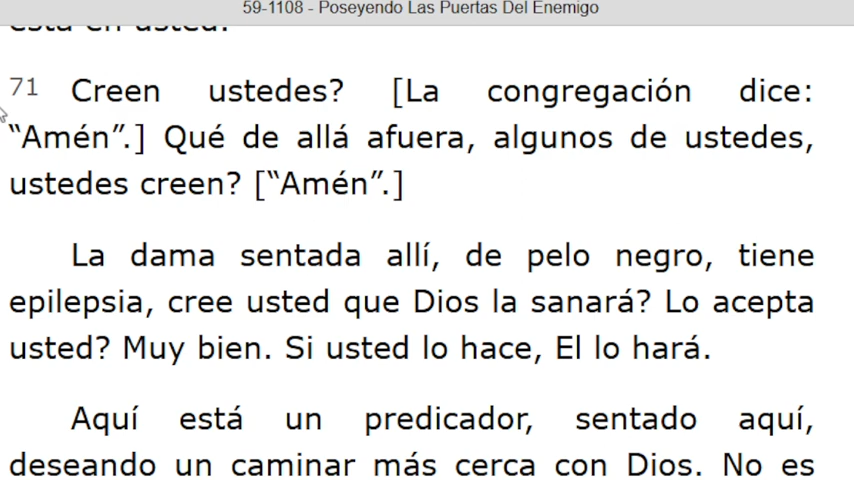 59-1108 - Poseyendo Las Puertas Del Enemigo
está en usted.
71 Creen ustedes? [La congregación dice:
“Amén”.] Qué de allá afuera, algunos de ustedes,
ustedes creen? [“Amén”.]
La dama sentada allí, de pelo negro, tiene
epilepsia, cree usted que Dios la sanará? Lo acepta
usted? Muy bien. Si usted lo hace, El lo hará.
Aquí está un predicador, sentado aquí,
deseando un caminar más cerca con Dios. No es